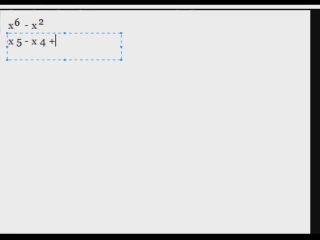 x⁶ - x²
x 5 - x 4 +